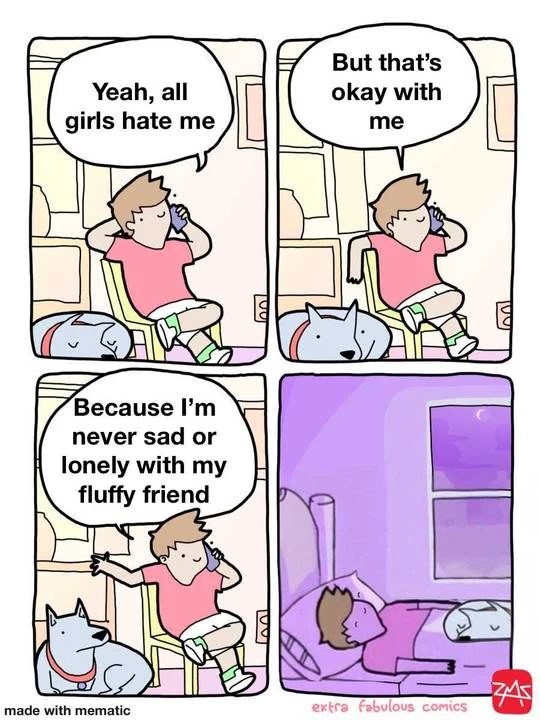 Yeah, all
girls hate me
But that's
okay with
me
Because I'm
never sad or
lonely with my
fluffy friend
made with mematic
extra fabulous comics
ZMS